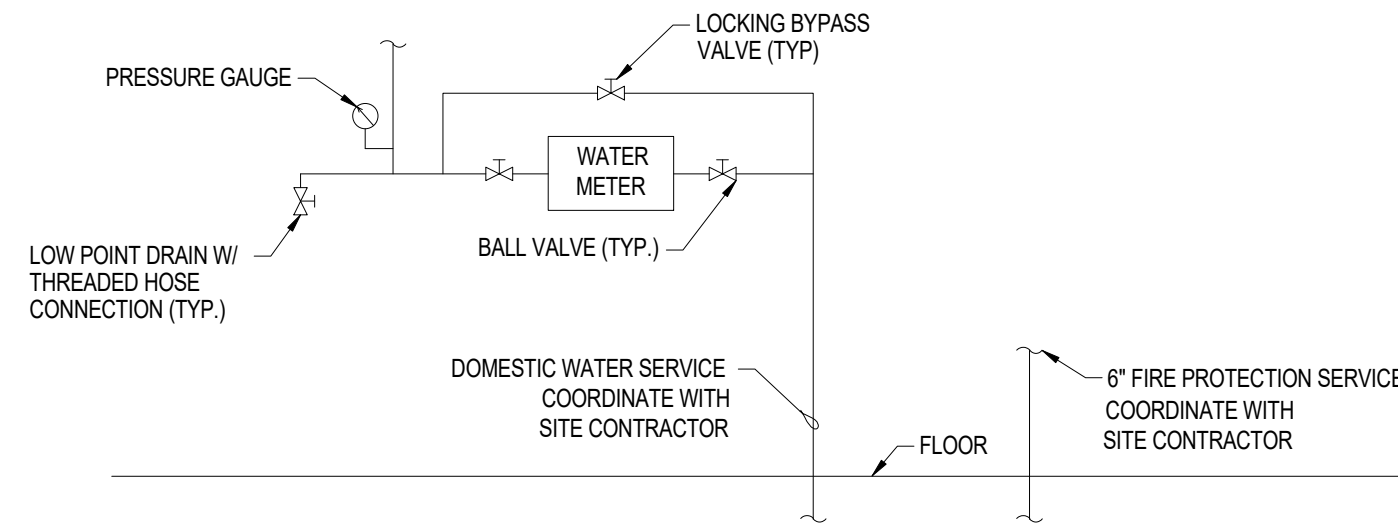 LOCKING BYPASS
VALVE (TYP)
PRESSURE GAUGE
WATER
METER
LOW POINT DRAIN W/
THREADED HOSE
CONNECTION (TYP.)
BALL VALVE (TYP.)
DOMESTIC WATER SERVICE
COORDINATE WITH
SITE CONTRACTOR
FLOOR
6" FIRE PROTECTION SERVICE
COORDINATE WITH
SITE CONTRACTOR